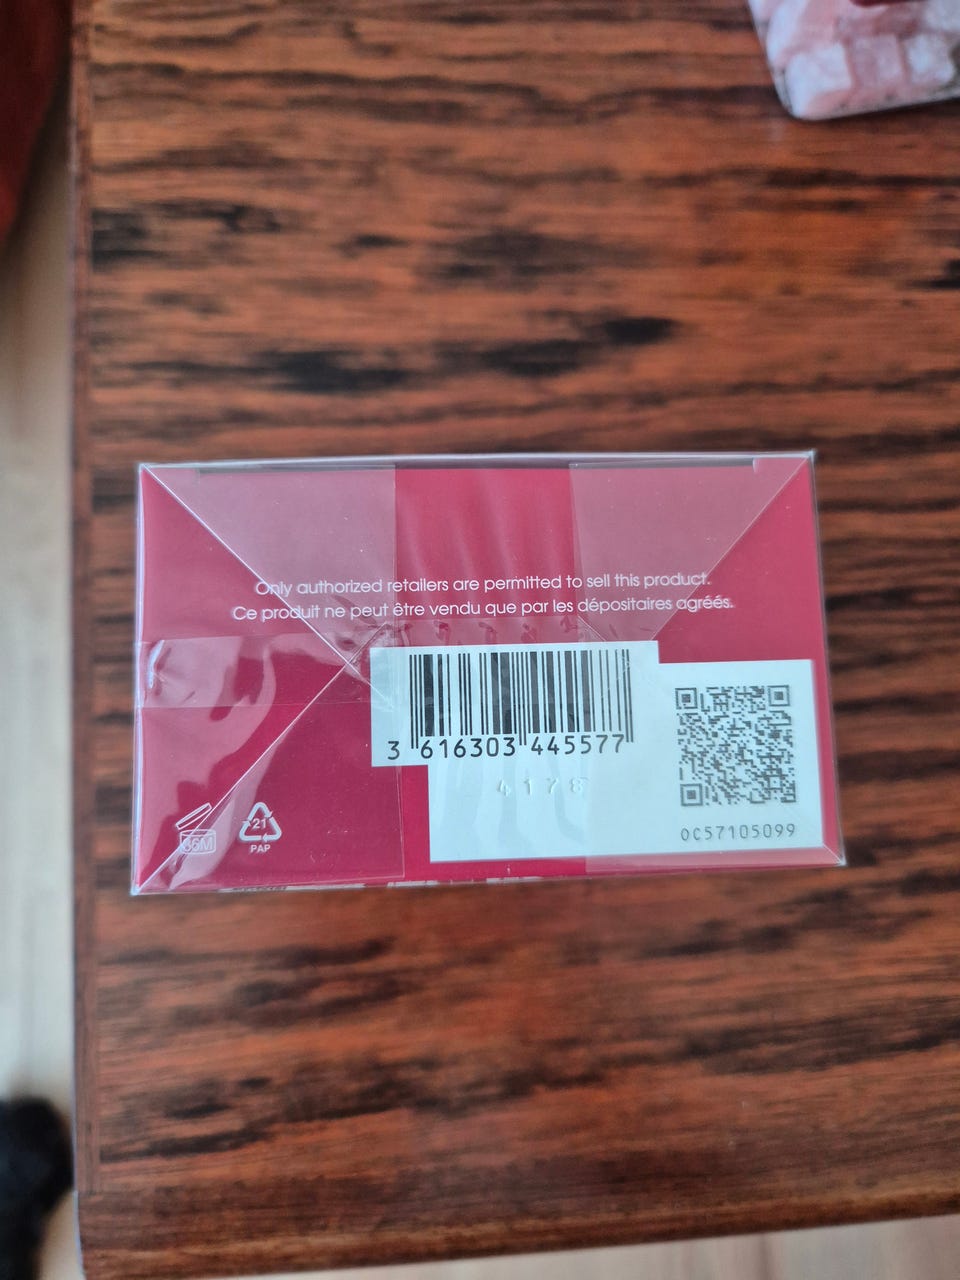 Only authorized retailers are permitted to sell this product.
Ce produit ne peut être vendu que par les dépositaires agréés.
3 616303 445577
4178
0C57105099
36M
21
PAP